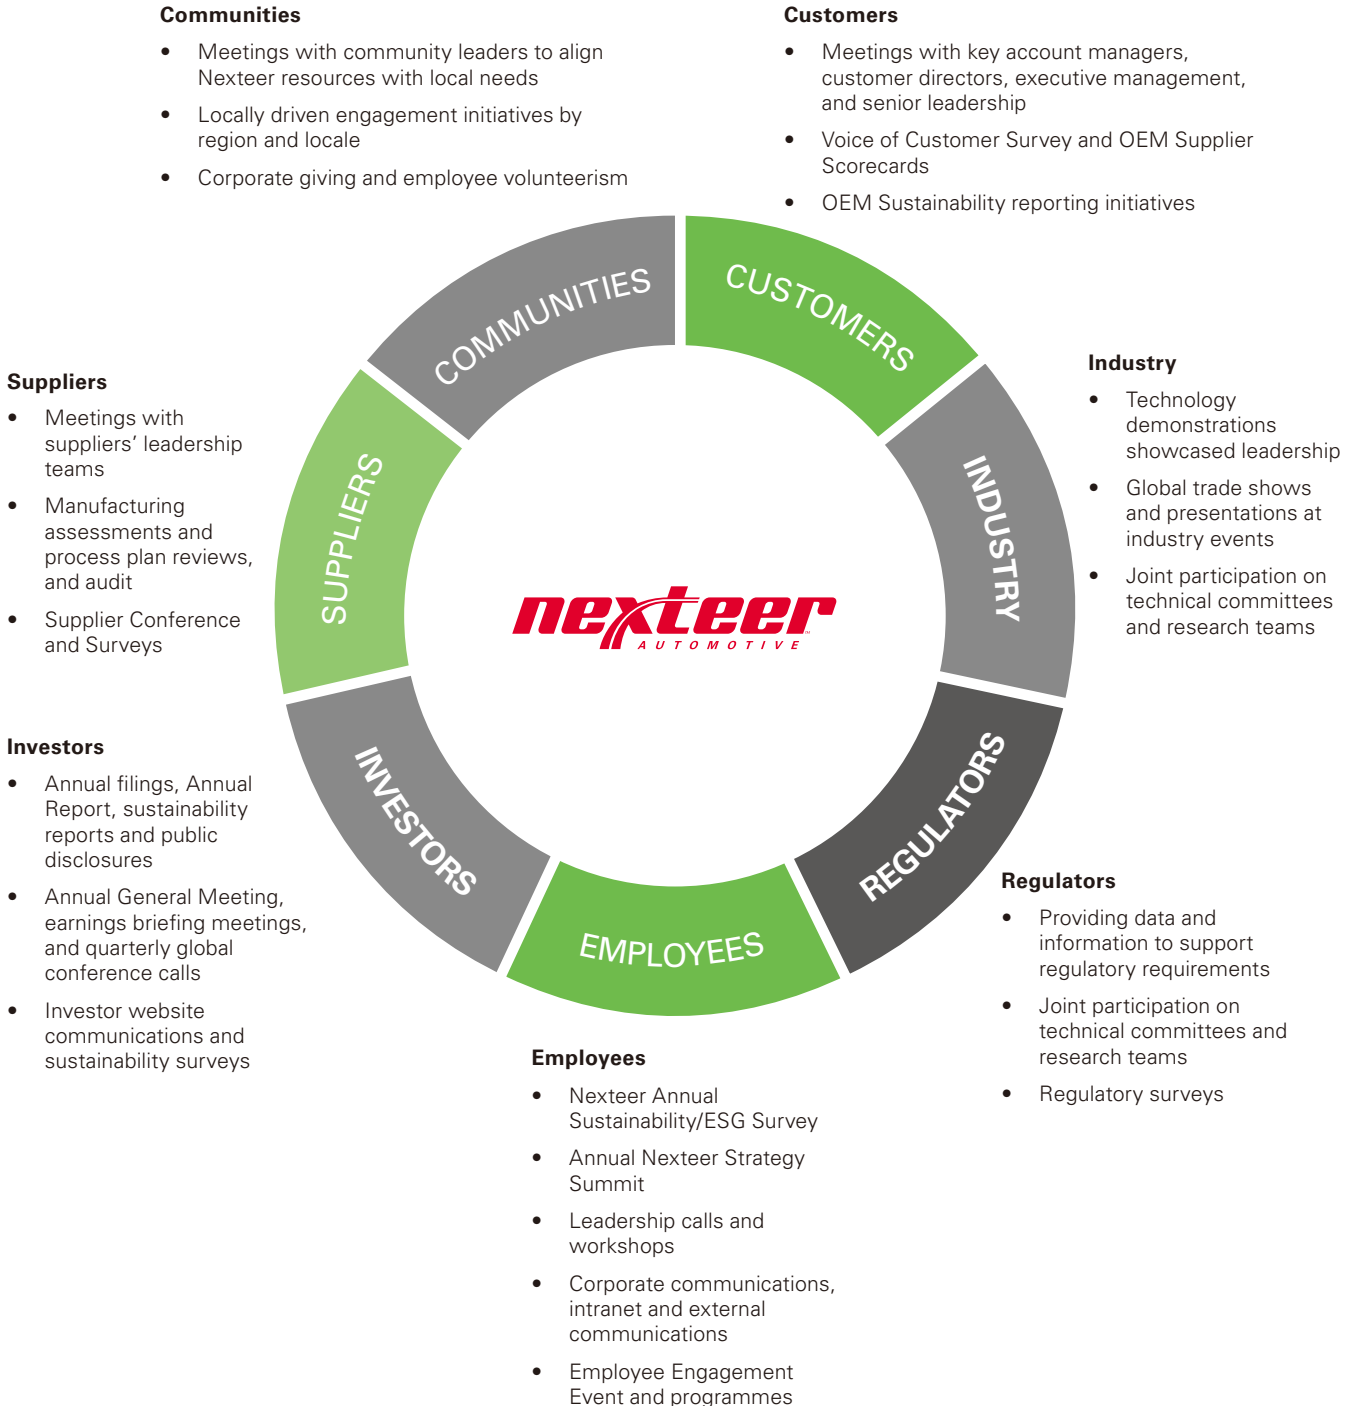 Communities
• Meetings with community leaders to align
Nexteer resources with local needs
• Locally driven engagement initiatives by
region and locale
• Corporate giving and employee volunteerism
Customers
• Meetings with key account managers,
customer directors, executive management,
and senior leadership
• Voice of Customer Survey and OEM Supplier
Scorecards
• OEM Sustainability reporting initiatives
COMMUNITIES
CUSTOMERS
INDUSTRY
REGULATORS
EMPLOYEES
INVESTORS
SUPPLIERS
nexteer
AUTOMOTIVE
Industry
• Technology
demonstrations
showcased leadership
• Global trade shows
and presentations at
industry events
• Joint participation on
technical committees
and research teams
Suppliers
• Meetings with
suppliers’ leadership
teams
• Manufacturing
assessments and
process plan reviews,
and audit
• Supplier Conference
and Surveys
Investors
• Annual filings, Annual
Report, sustainability
reports and public
disclosures
• Annual General Meeting,
earnings briefing meetings,
and quarterly global
conference calls
• Investor website
communications and
sustainability surveys
Regulators
• Providing data and
information to support
regulatory requirements
• Joint participation on
technical committees and
research teams
• Regulatory surveys
Employees
• Nexteer Annual
Sustainability/ESG Survey
• Annual Nexteer Strategy
Summit
• Leadership calls and
workshops
• Corporate communications,
intranet and external
communications
• Employee Engagement
Event and programmes